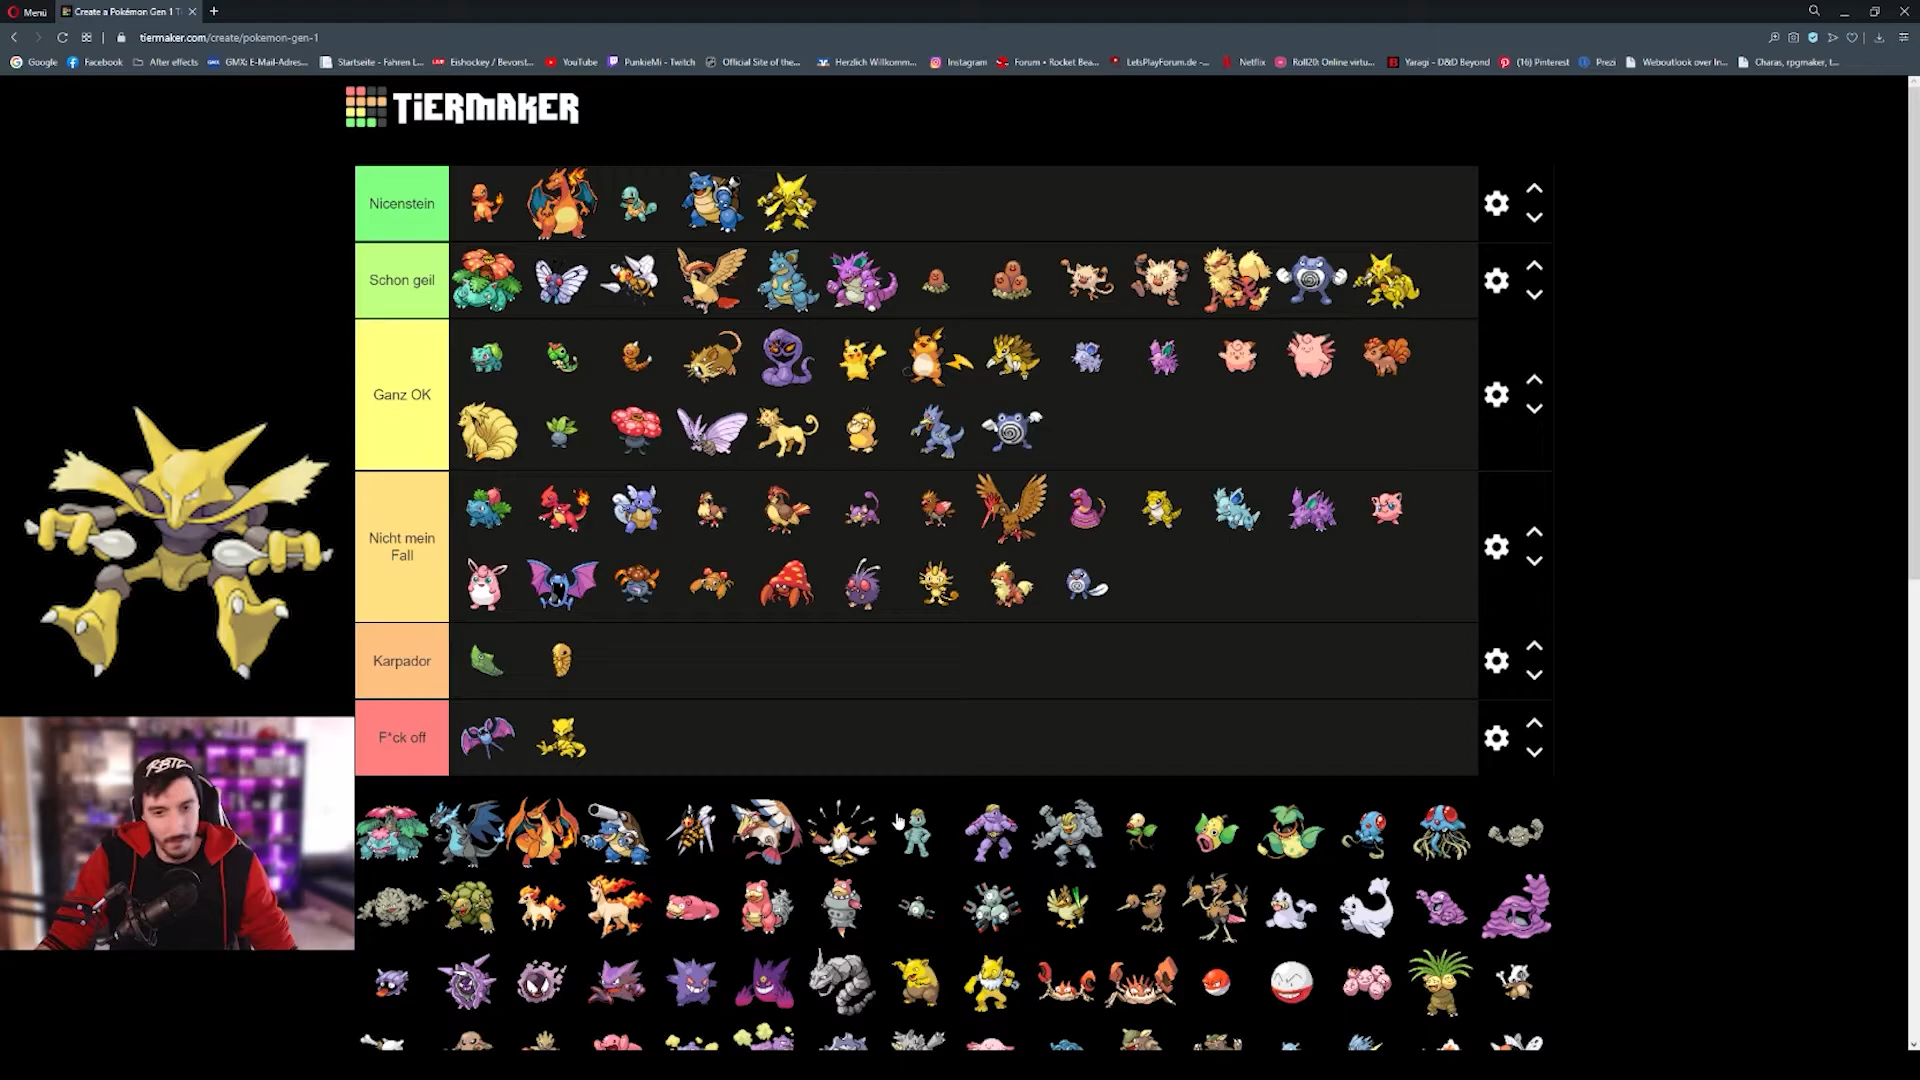 Menü
Create a Pokémon Gen 1 T
tiermaker.com/create/pokemon-gen-1
Google
Facebook
After effects
GMX
GMX: E-Mail-Adres...
Startseite - Fahren L...
LIVE
Eishockey / Bevorst...
YouTube
PunkieMi - Twitch
Official Site of the...
Herzlich Willkomm...
Instagram
Forum • Rocket Bea...
LetsPlayForum.de -...
Netflix
Roll20: Online virtu...
Yaragi - D&D Beyond
(16) Pinterest
Prezi
Weboutlook over In...
Charas, rpgmaker, t...
TiERMAKER
Nicenstein
Schon geil
Ganz OK
Nicht mein
Fall
Karpador
F*ck off
RBTC